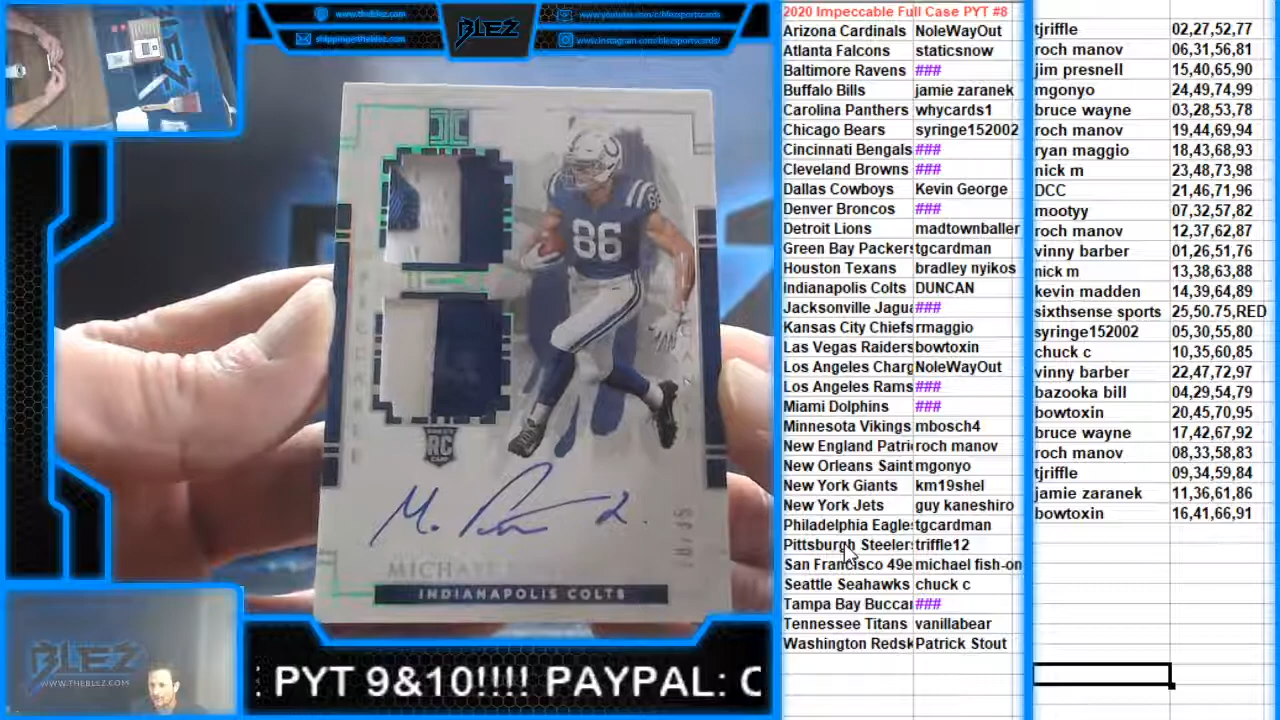 www.theblez.com
shipping@theblez.com
BLEZ
www.youtube.com/c/blezsportscards
www.instagram.com/blezsportscards/
86
86
RC
M. P
18/35
MICHAEL
INDIANAPOLIS COLTS
BLEZ
WWW.THEBLEZ.COM
: PYT 9&10!!!! PAYPAL: C
2020 Impeccable Full Case PYT #8
Arizona Cardinals NoleWayOut
Atlanta Falcons staticsnow
Baltimore Ravens ###
Buffalo Bills jamie zaranek
Carolina Panthers whycards1
Chicago Bears syringe152002
Cincinnati Bengals ###
Cleveland Browns ###
Dallas Cowboys Kevin George
Denver Broncos ###
Detroit Lions madtownballer
Green Bay Packers tgcardman
Houston Texans bradley nyikos
Indianapolis Colts DUNCAN
Jacksonville Jagua ###
Kansas City Chiefs rmaggio
Las Vegas Raiders bowtoxin
Los Angeles Charg NoleWayOut
Los Angeles Rams ###
Miami Dolphins ###
Minnesota Vikings mbosch4
New England Patri roch manov
New Orleans Saint mgonyo
New York Giants km19shel
New York Jets guy kaneshiro
Philadelphia Eagles tgcardman
Pittsburgh Steelers triffle12
San Francisco 49e michael fish-on
Seattle Seahawks chuck c
Tampa Bay Buccan ###
Tennessee Titans vanillabear
Washington Redsk Patrick Stout
tjriffle 02,27,52,77
roch manov 06,31,56,81
jim presnell 15,40,65,90
mgonyo 24,49,74,99
bruce wayne 03,28,53,78
roch manov 19,44,69,94
ryan maggio 18,43,68,93
nick m 23,48,73,98
DCC 21,46,71,96
mootyy 07,32,57,82
roch manov 12,37,62,87
vinny barber 01,26,51,76
nick m 13,38,63,88
kevin madden 14,39,64,89
sixthsense sports 25,50.75,RED
syringe152002 05,30,55,80
chuck c 10,35,60,85
vinny barber 22,47,72,97
bazooka bill 04,29,54,79
bowtoxin 20,45,70,95
bruce wayne 17,42,67,92
roch manov 08,33,58,83
tjriffle 09,34,59,84
jamie zaranek 11,36,61,86
bowtoxin 16,41,66,91